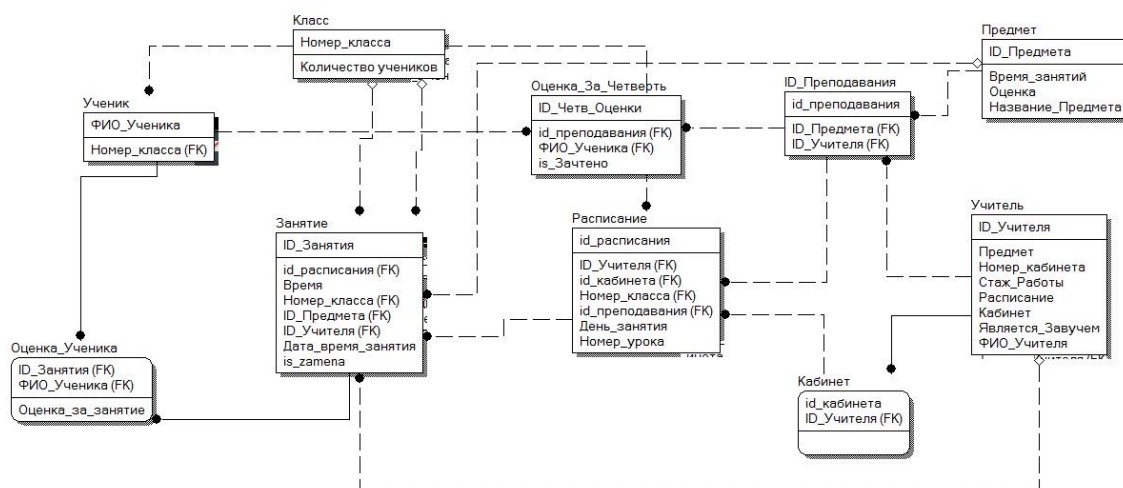 Класс
Номер_класса
Количество учеников
Предмет
ID_Предмета
Время_занятий
Оценка
Название_Предмета
Ученик
ФИО_Ученика
Номер_класса (FK)
Оценка_За_Четверть
ID_Четв_Оценки
id_преподавания (FK)
ФИО_Ученика (FK)
is_Зачтено
ID_Преподавания
id_преподавания
ID_Предмета (FK)
ID_Учителя (FK)
Занятие
ID_Занятия
id_расписания (FK)
Время
Номер_класса (FK)
ID_Предмета (FK)
ID_Учителя (FK)
Дата_время_занятия
is_zamena
Расписание
id_расписания
ID_Учителя (FK)
id_кабинета (FK)
Номер_класса (FK)
id_преподавания (FK)
День_занятия
Номер_урока
Учитель
ID_Учителя
Предмет
Номер_кабинета
Стаж_Работы
Расписание
Кабинет
Является_Завучем
ФИО_Учителя
Оценка_Ученика
ID_Занятия (FK)
ФИО_Ученика (FK)
Оценка_за_занятие
Кабинет
id_кабинета
ID_Учителя (FK)